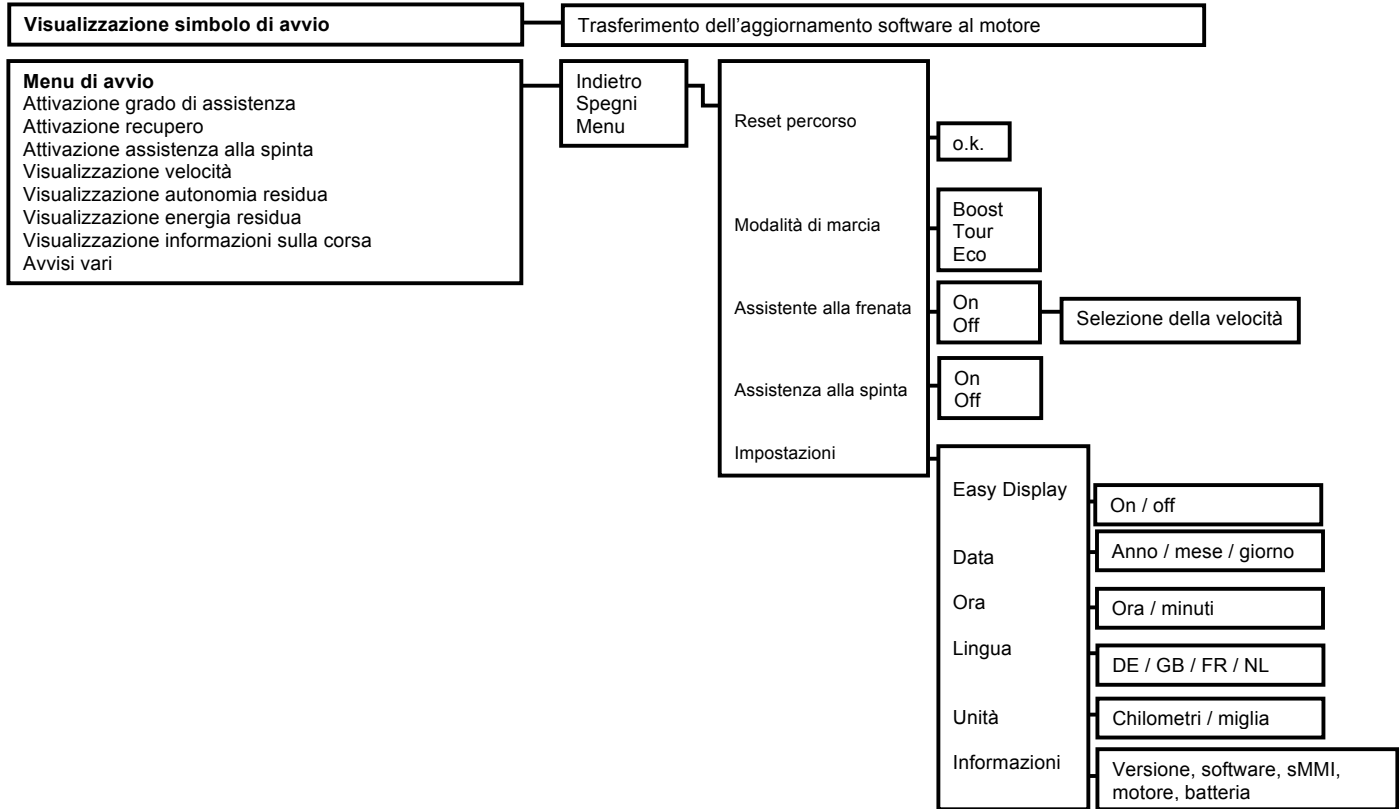 Visualizzazione simbolo di avvio
Trasferimento dell'aggiornamento software al motore
Menu di avvio
Attivazione grado di assistenza
Attivazione recupero
Attivazione assistenza alla spinta
Visualizzazione velocità
Visualizzazione autonomia residua
Visualizzazione energia residua
Visualizzazione informazioni sulla corsa
Avvisi vari
Indietro
Spegni
Menu
Reset percorso
o.k.
Modalità di marcia
Boost
Tour
Eco
Assistente alla frenata
On
Off
Selezione della velocità
Assistenza alla spinta
On
Off
Impostazioni
Easy Display
On / off
Data
Anno / mese / giorno
Ora
Ora / minuti
Lingua
DE / GB / FR / NL
Unità
Chilometri / miglia
Informazioni
Versione, software, sMMI,
motore, batteria